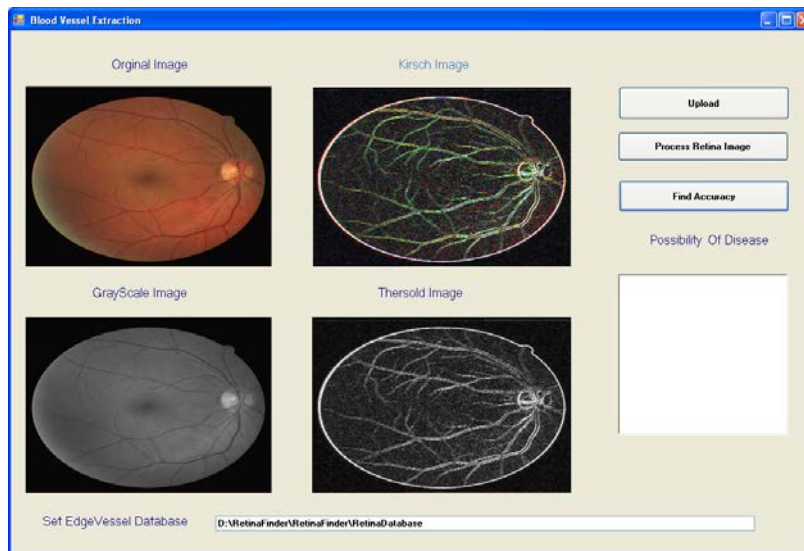 Blood Vessel Extraction
Orginal Image
Kirsch Image
Upload
Process Retina Image
Find Accuracy
Possibility Of Disease
GrayScale Image
Thersold Image
Set EdgeVessel Database
D:\RetinaFinder\RetinaFinder\RetinaDatabase